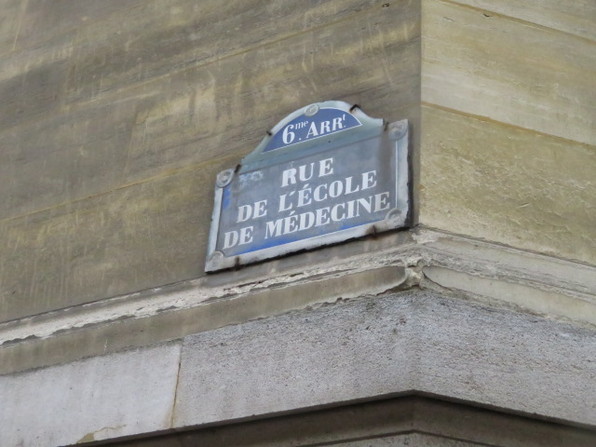 6me. ARRt
RUE
DE L'ÉCOLE
DE MÉDECINE